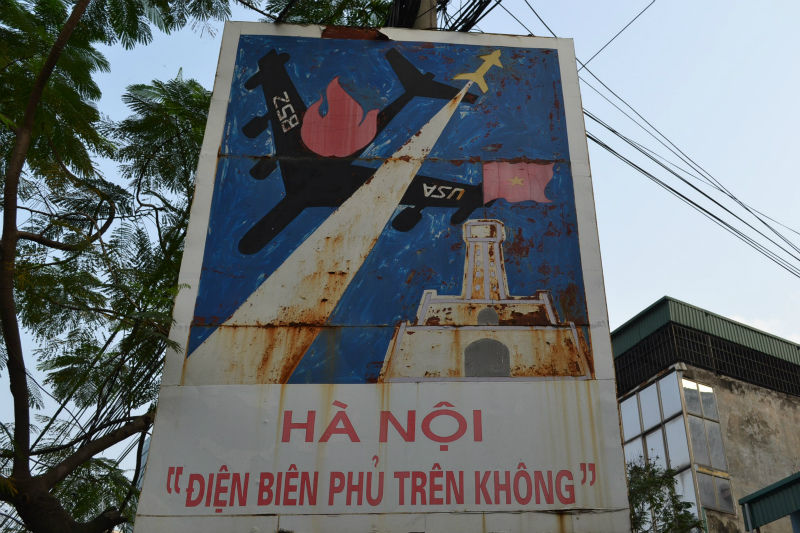 B52
USA
HÀ NỘI
“ĐIỆN BIÊN PHỦ TRÊN KHÔNG”